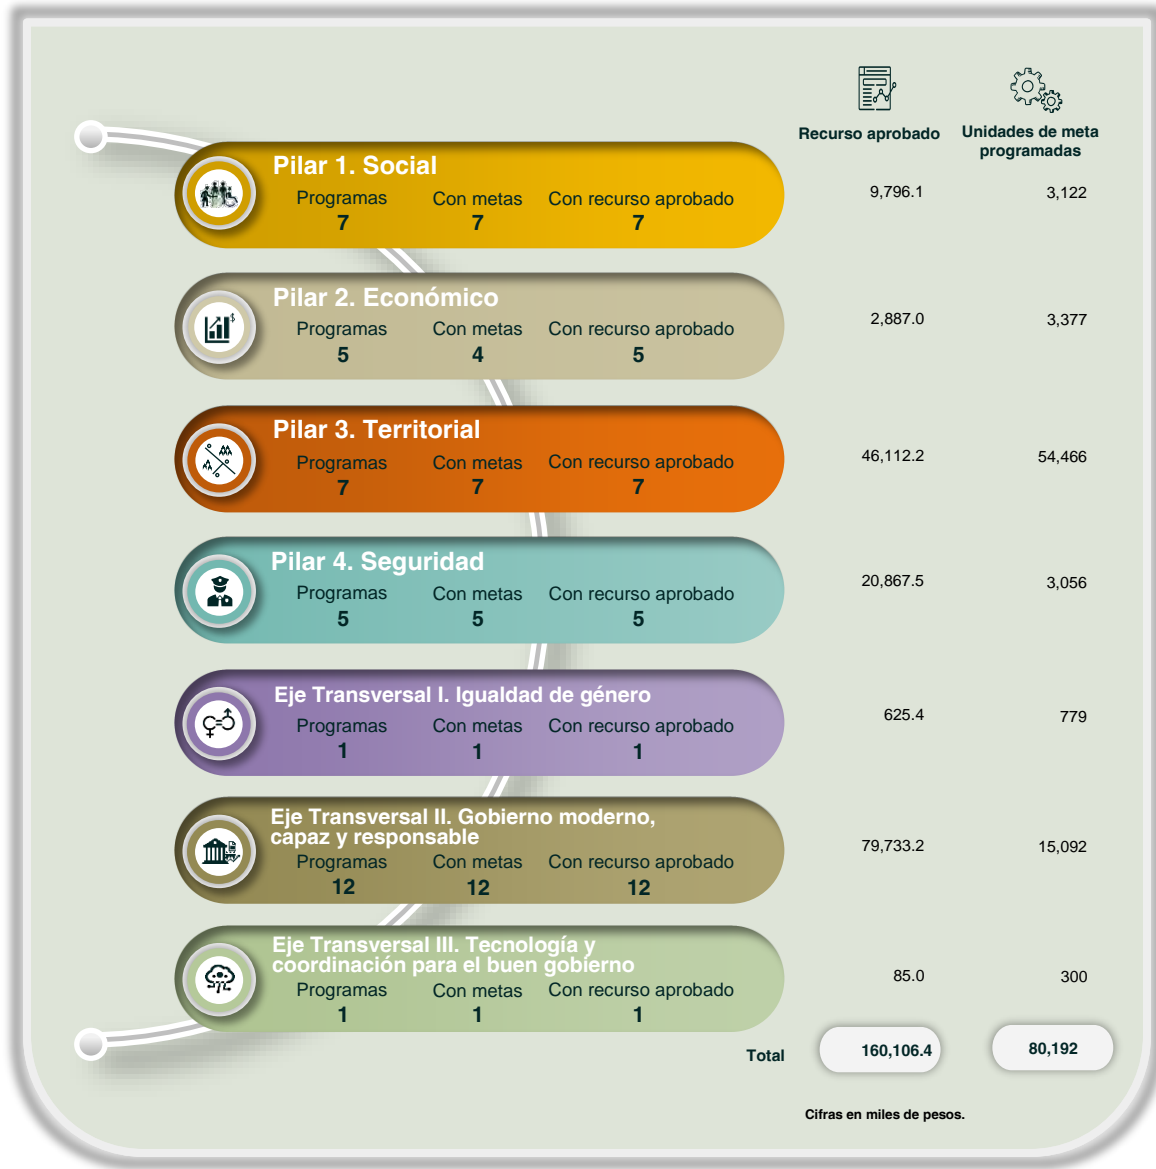 Recurso aprobado
Unidades de meta
programadas
Pilar 1. Social
Programas Con metas Con recurso aprobado
7 7 7
9,796.1 3,122
Pilar 2. Económico
Programas Con metas Con recurso aprobado
5 4 5
2,887.0 3,377
Pilar 3. Territorial
Programas Con metas Con recurso aprobado
7 7 7
46,112.2 54,466
Pilar 4. Seguridad
Programas Con metas Con recurso aprobado
5 5 5
20,867.5 3,056
Eje Transversal I. Igualdad de género
Programas Con metas Con recurso aprobado
1 1 1
625.4 779
Eje Transversal II. Gobierno moderno,
capaz y responsable
Programas Con metas Con recurso aprobado
12 12 12
79,733.2 15,092
Eje Transversal III. Tecnología y
coordinación para el buen gobierno
Programas Con metas Con recurso aprobado
1 1 1
85.0 300
Total 160,106.4 80,192
Cifras en miles de pesos.